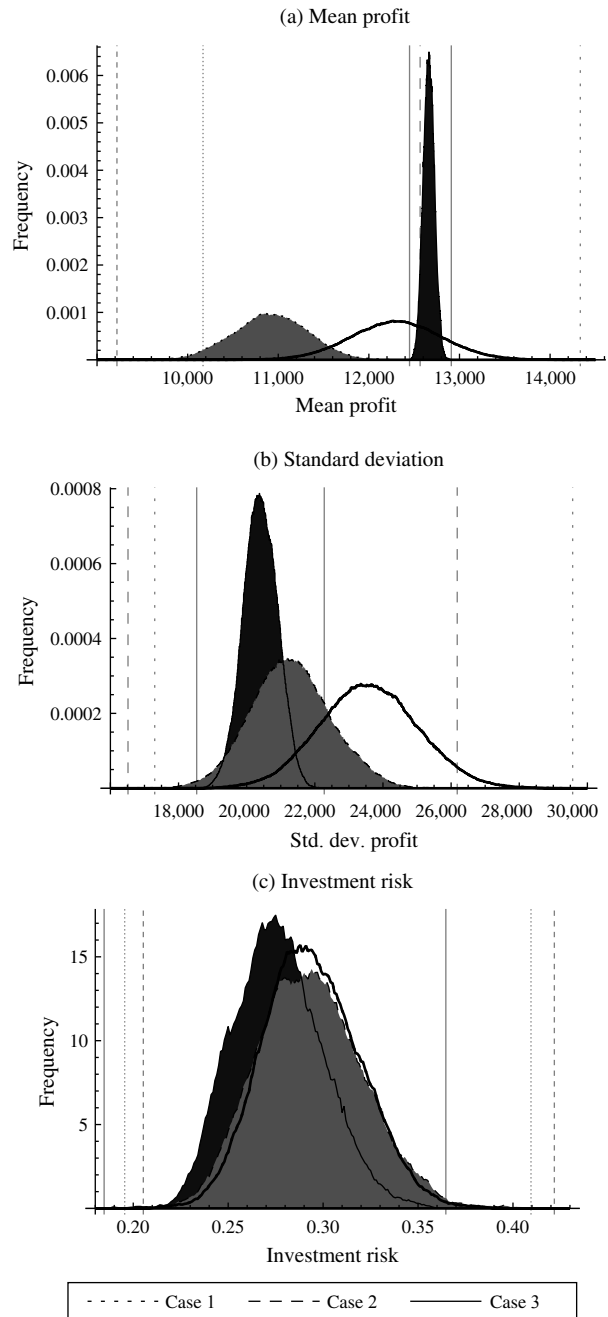 (a) Mean profit
0.006
0.005
0.004
0.003
0.002
0.001
Frequency
10,000 11,000 12,000 13,000 14,000
Mean profit
(b) Standard deviation
0.0008
0.0006
0.0004
0.0002
Frequency
18,000 20,000 22,000 24,000 26,000 28,000 30,000
Std. dev. profit
(c) Investment risk
15
10
5
Frequency
0.20 0.25 0.30 0.35 0.40
Investment risk
Case 1 Case 2 Case 3